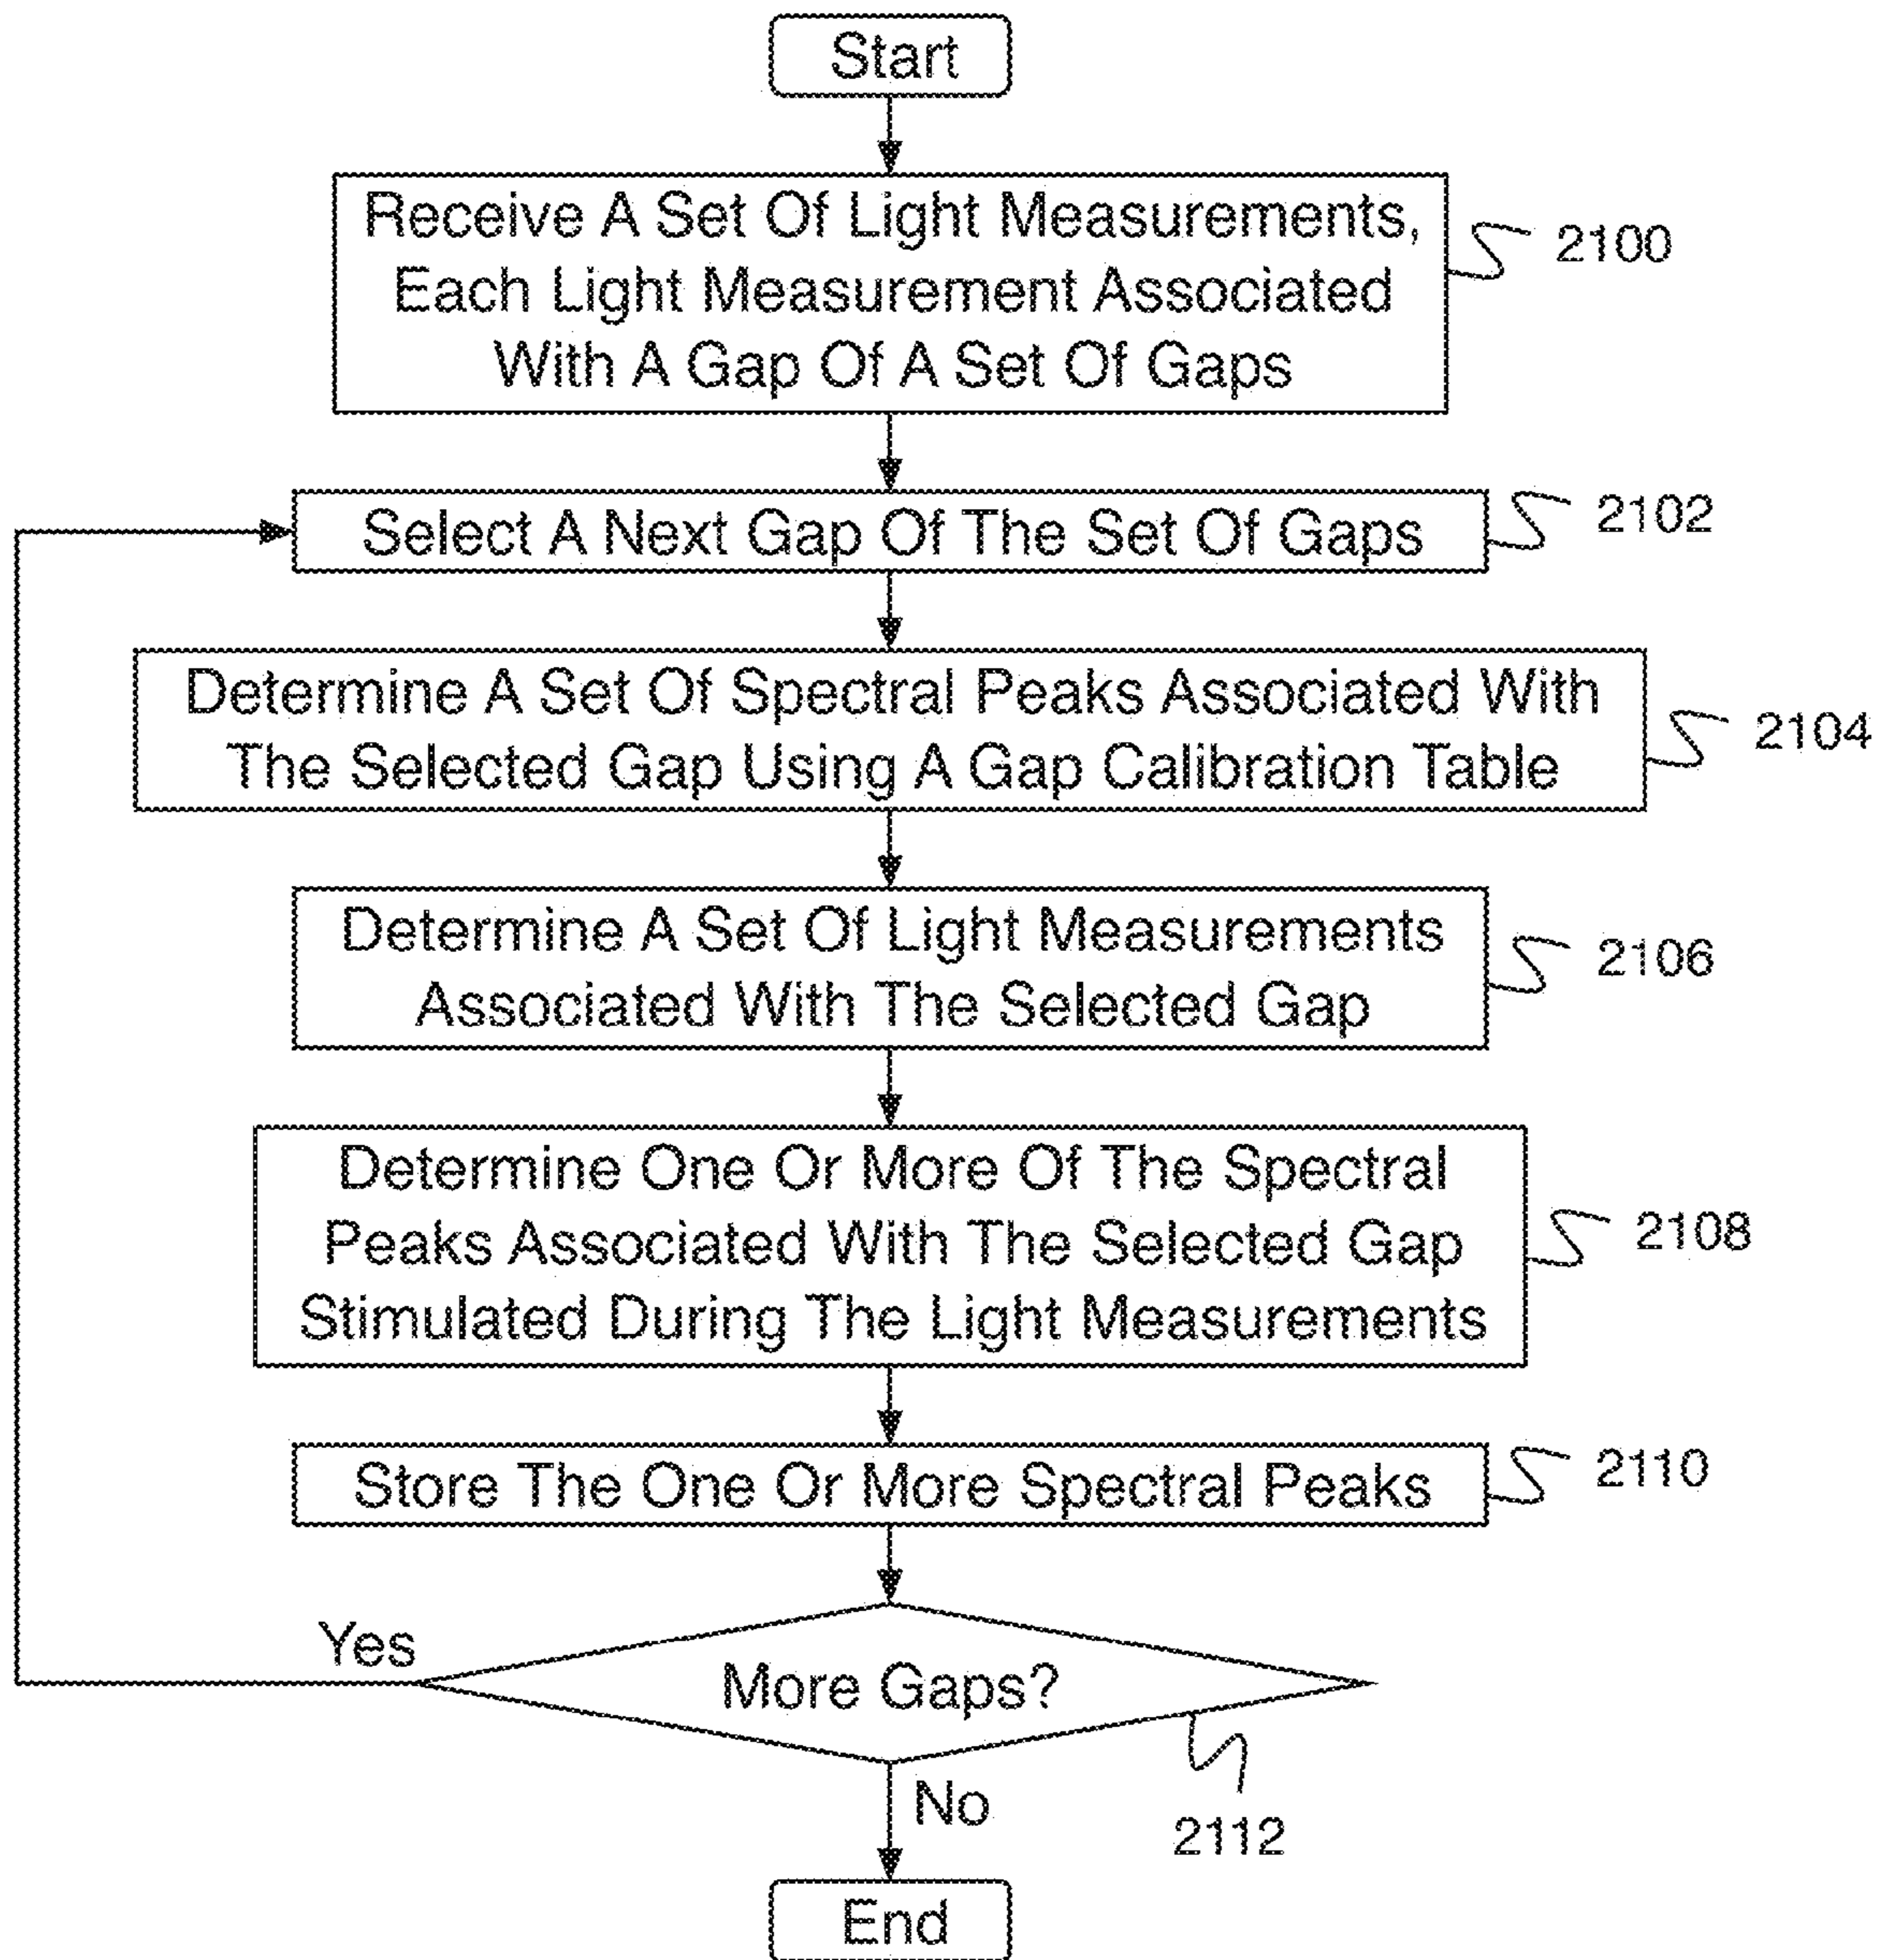 Start
Receive A Set Of Light Measurements,
Each Light Measurement Associated
With A Gap Of A Set Of Gaps
2100
Select A Next Gap Of The Set Of Gaps
2102
Determine A Set Of Spectral Peaks Associated With
The Selected Gap Using A Gap Calibration Table
2104
Determine A Set Of Light Measurements
Associated With The Selected Gap
2106
Determine One Or More Of The Spectral
Peaks Associated With The Selected Gap
Stimulated During The Light Measurements
2108
Store The One Or More Spectral Peaks
2110
Yes
More Gaps?
2112
No
End